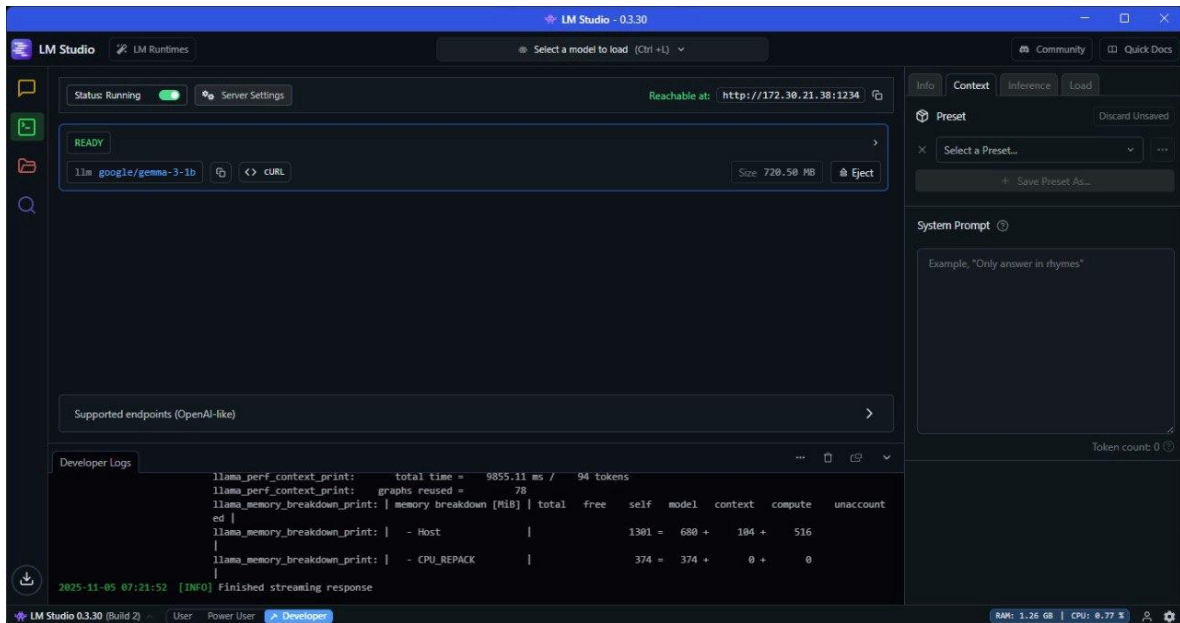 LM Studio - 0.3.30
LM Studio
LM Runtimes
Select a model to load (Ctrl +L)
Community
Quick Docs
Status: Running
Server Settings
Reachable at: http://172.30.21.38:1234
READY
llm google/gemma-3-1b
<> cURL
Size 720.50 MB
Eject
Supported endpoints (OpenAI-like)
Developer Logs
llama_perf_context_print: total time = 9855.11 ms / 94 tokens
llama_perf_context_print: graphs reused = 78
llama_memory_breakdown_print: | memory breakdown [MiB] | total free self model context compute unaccount
ed |
llama_memory_breakdown_print: | - Host | 1301 = 680 + 104 + 516
|
llama_memory_breakdown_print: | - CPU_REPACK | 374 = 374 + 0 + 0
|
2025-11-05 07:21:52 [INFO] Finished streaming response
Info
Context
Inference
Load
Preset
Discard Unsaved
Select a Preset...
+ Save Preset As...
System Prompt
Example, "Only answer in rhymes"
Token count: 0
LM Studio 0.3.30 (Build 2)
User
Power User
Developer
RAM: 1.26 GB | CPU: 0.77 %